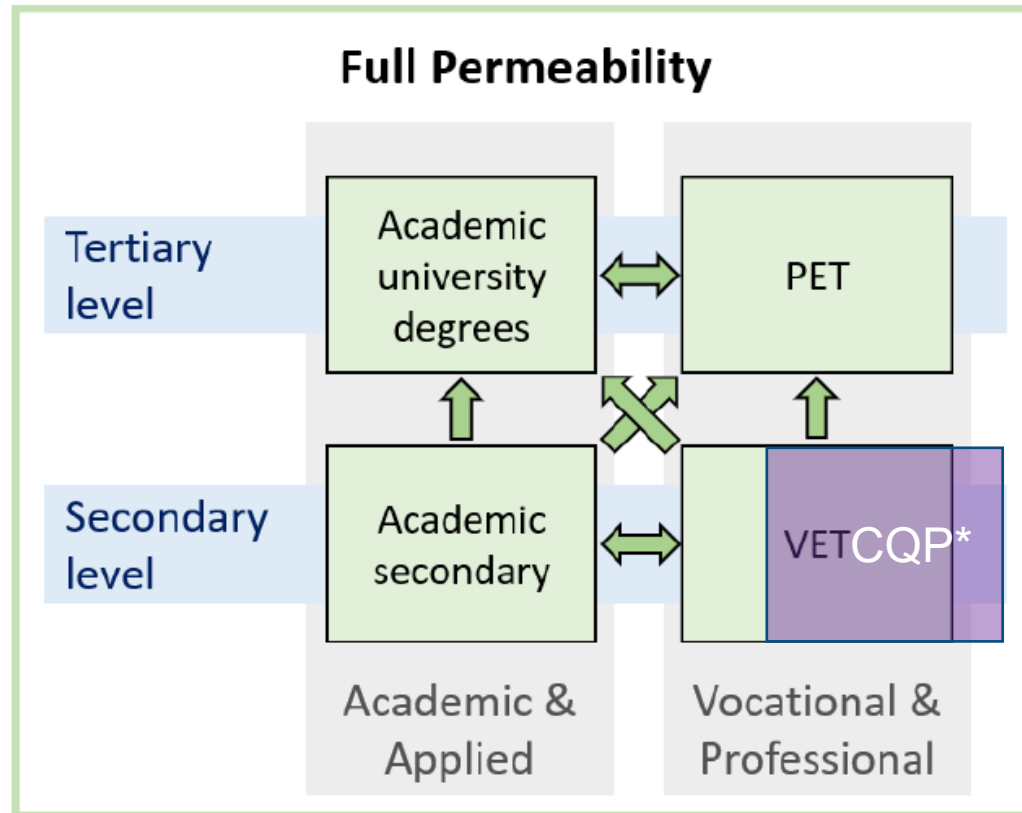 Full Permeability
Tertiary
level
Academic
university
degrees
PET
Secondary
level
Academic
secondary
VETCQP*
Academic &
Applied
Vocational &
Professional